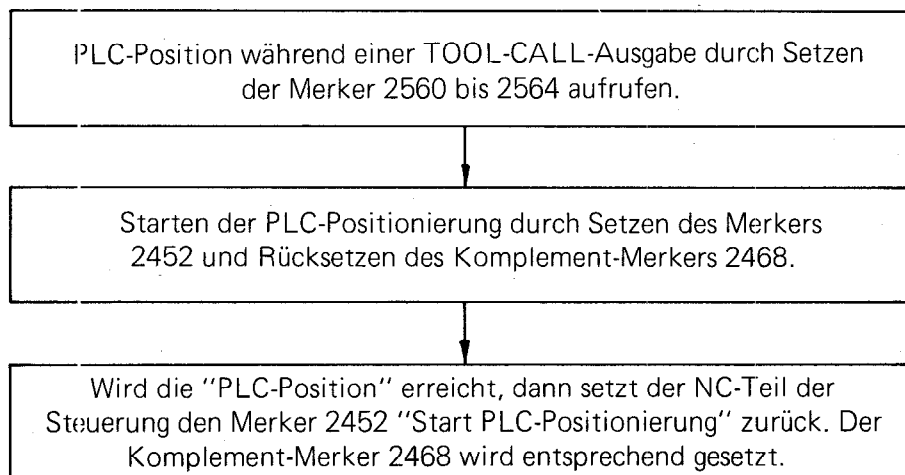 PLC-Position während einer TOOL-CALL-Ausgabe durch Setzen
der Merker 2560 bis 2564 aufrufen.
Starten der PLC-Positionierung durch Setzen des Merkers
2452 und Rücksetzen des Komplement-Merkers 2468.
Wird die "PLC-Position" erreicht, dann setzt der NC-Teil der
Steuerung den Merker 2452 "Start PLC-Positionierung" zurück. Der
Komplement-Merker 2468 wird entsprechend gesetzt.